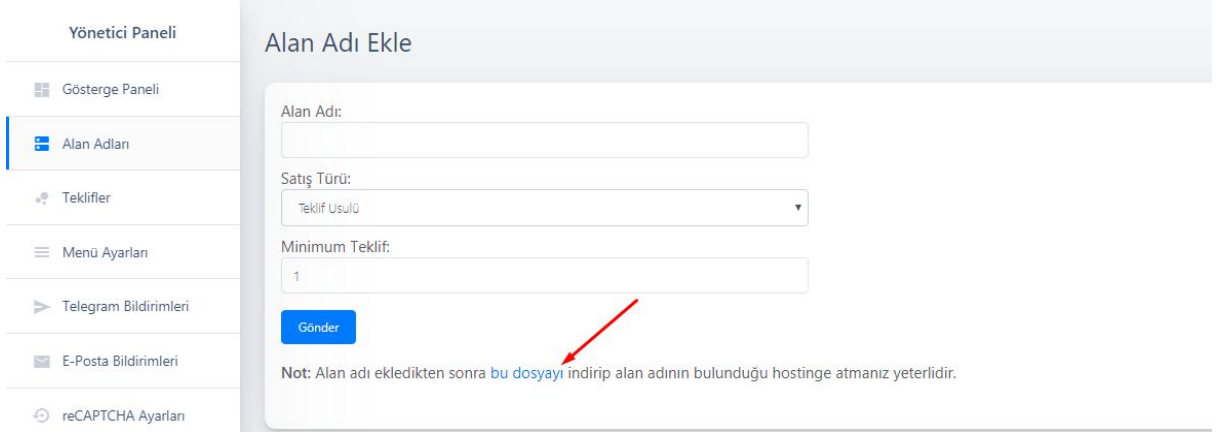 Yönetici Paneli
Gösterge Paneli
Alan Adları
Teklifler
Menü Ayarları
Telegram Bildirimleri
E-Posta Bildirimleri
reCAPTCHA Ayarları
Alan Adı Ekle
Alan Adı:
Satış Türü:
Teklif Usulü
Minimum Teklif:
1
Gönder
Not: Alan adı ekledikten sonra bu dosyayı indirip alan adının bulunduğu hostinge atmanız yeterlidir.